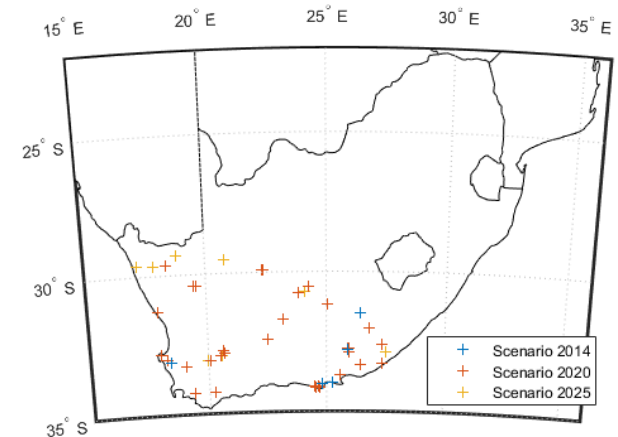 15° E
20° E
25° E
30° E
35° E
25° S
30° S
35° S
Scenario 2014
Scenario 2020
Scenario 2025